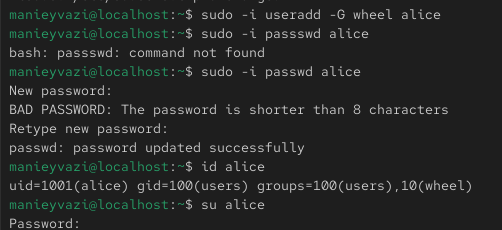 manieyvazi@localhost:~$ sudo -i useradd -G wheel alice
manieyvazi@localhost:~$ sudo -i passswd alice
bash: passswd: command not found
manieyvazi@localhost:~$ sudo -i passwd alice
New password:
BAD PASSWORD: The password is shorter than 8 characters
Retype new password:
passwd: password updated successfully
manieyvazi@localhost:~$ id alice
uid=1001(alice) gid=100(users) groups=100(users),10(wheel)
manieyvazi@localhost:~$ su alice
Password: